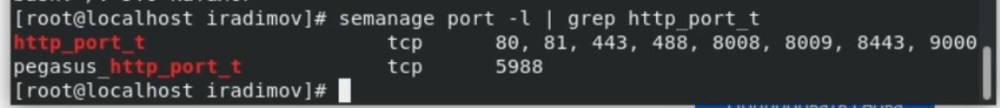 [root@localhost iradimov]# semanage port -l | grep http_port_t
http_port_t tcp 80, 81, 443, 488, 8008, 8009, 8443, 9000
pegasus_http_port_t tcp 5988
[root@localhost iradimov]#